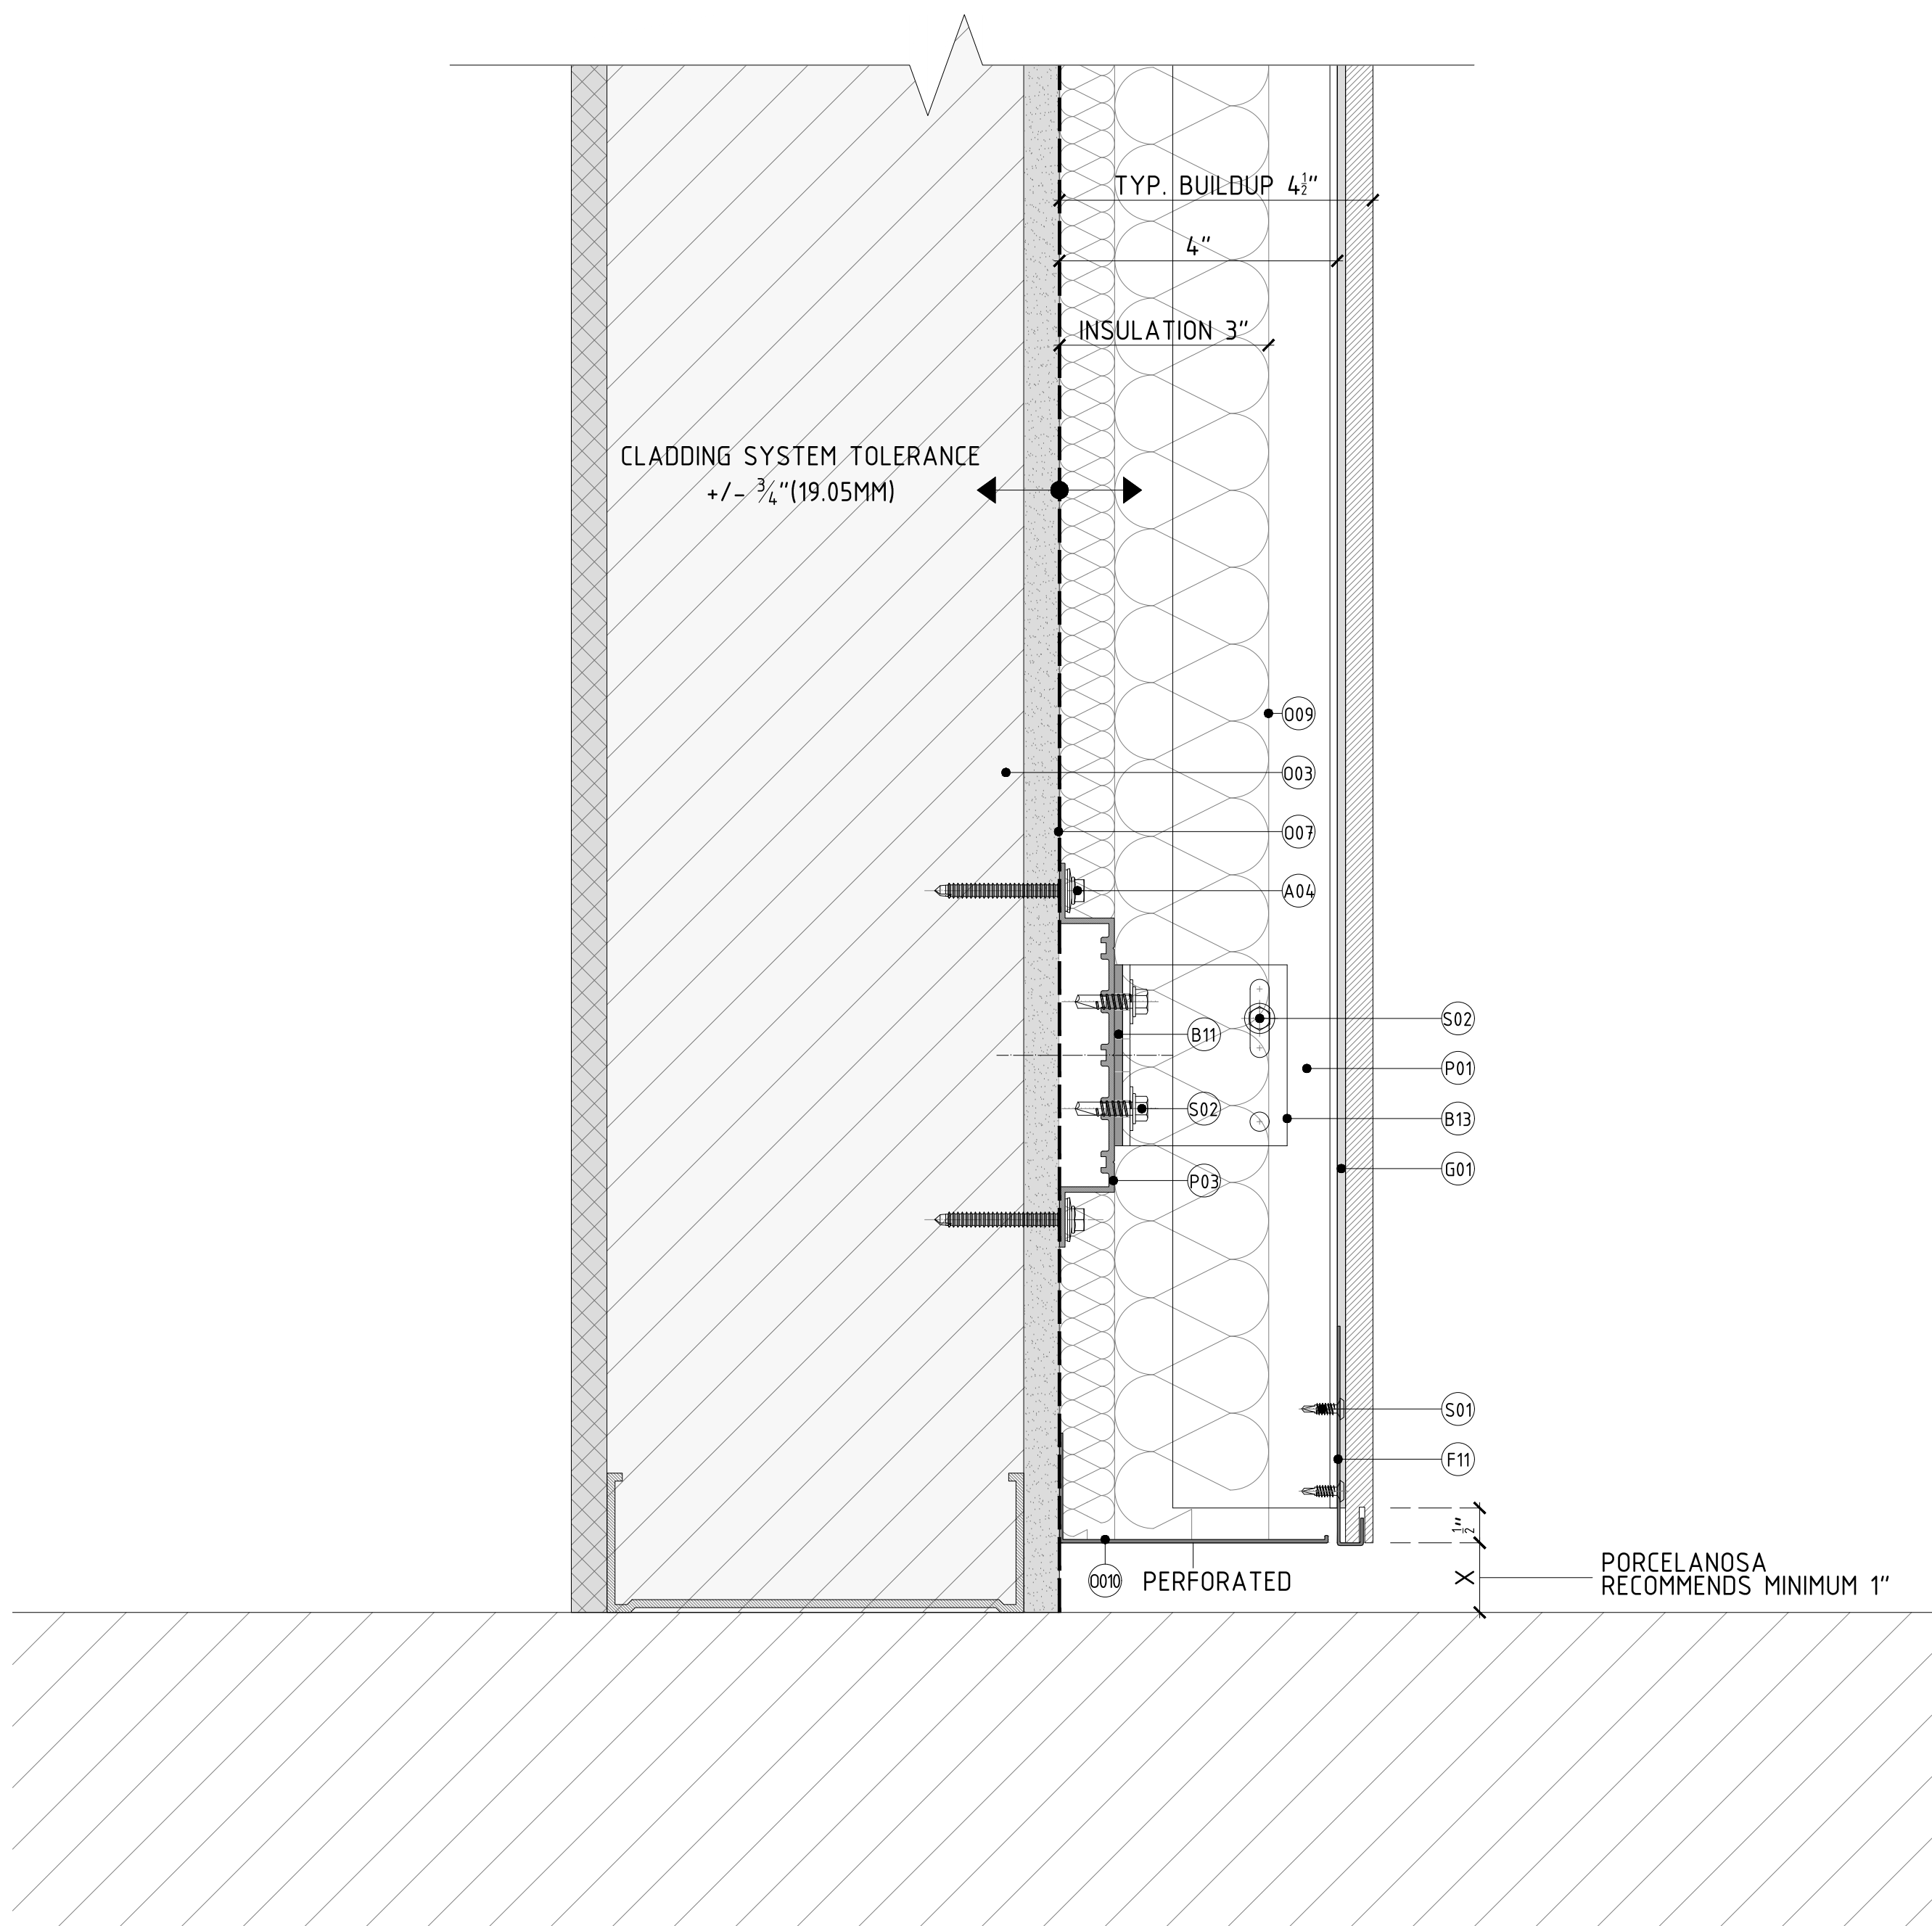 TYP. BUILDUP 4½"
4"
INSULATION 3"
CLADDING SYSTEM TOLERANCE
+/- ¾"(19.05MM)
O09
O03
O07
A04
S02
B11
P01
S02
B13
G01
P03
S01
F11
½"
PORCELANOSA
RECOMMENDS MINIMUM 1"
X
O010
PERFORATED